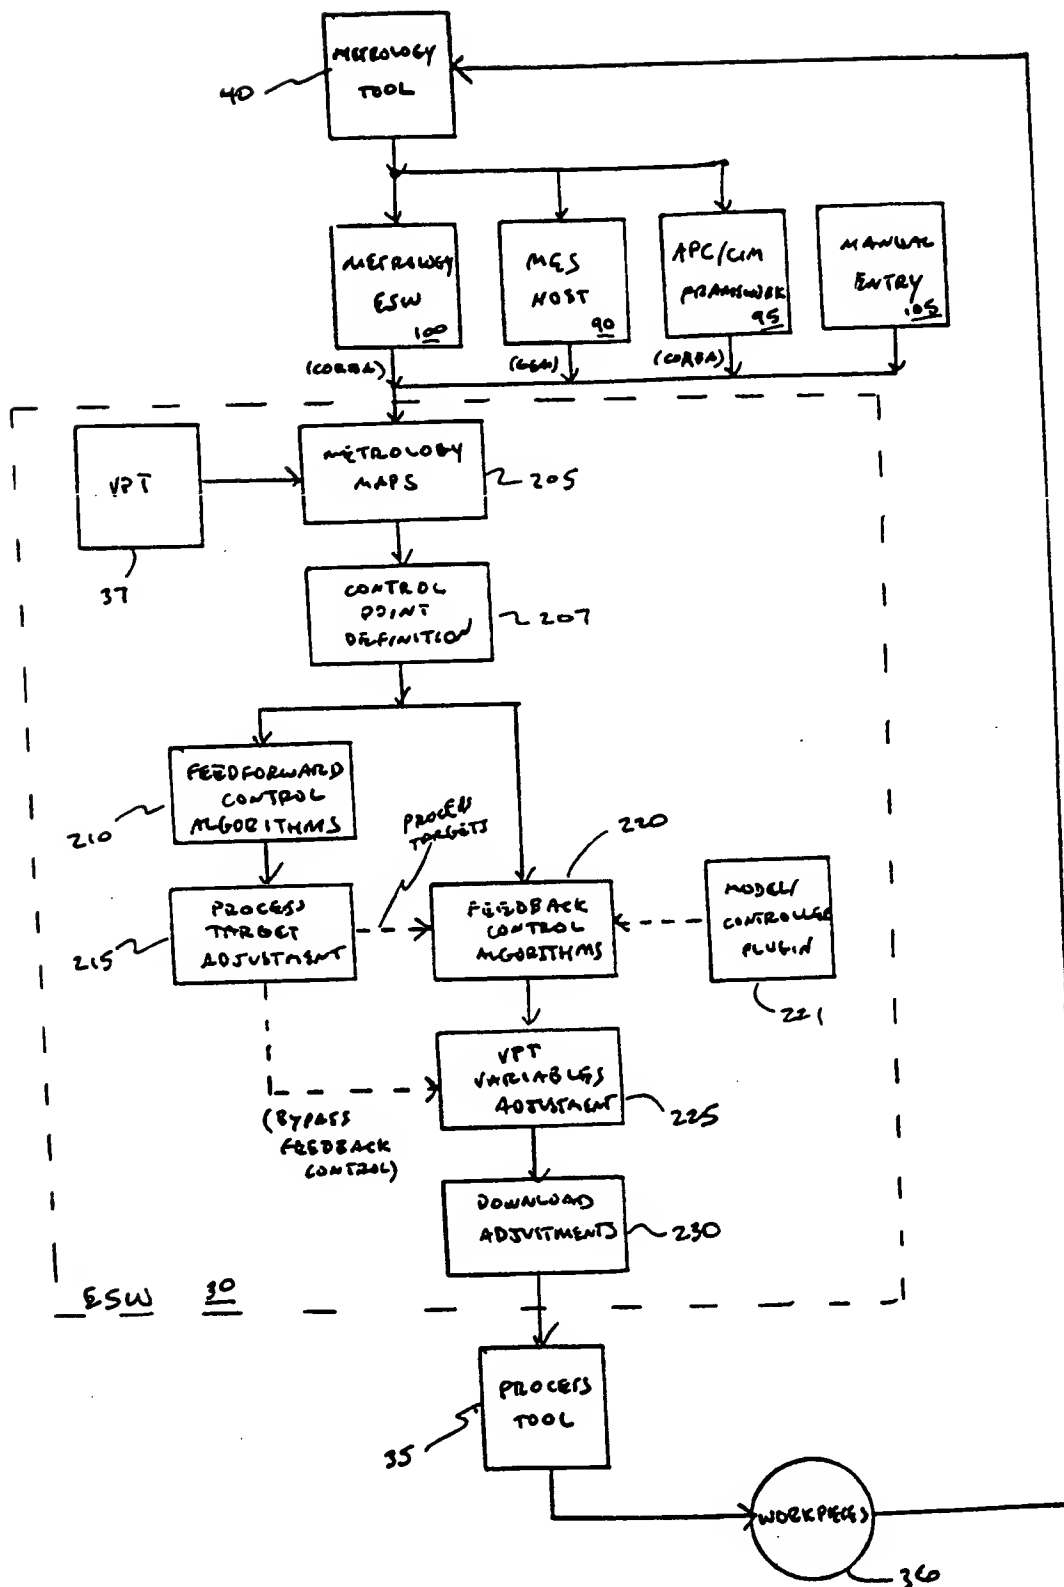 METROLOGY
TOOL
40
METROLOGY
ESW
100
MES
HOST
90
APC/CIM
FRAMEWORK
95
MANUAL
ENTRY
105
(CORBA)
(GEM)
(CORBA)
VPT
37
METROLOGY
MAPS
205
CONTROL
POINT
DEFINITION
207
FEEDFORWARD
CONTROL
ALGORITHMS
210
PROCESS
TARGETS
220
PROCESS
TARGET
ADJUSTMENT
215
FEEDBACK
CONTROL
ALGORITHMS
MODEL/
CONTROLLER
PLUGIN
221
VPT
VARIABLES
ADJUSTMENT
225
(BYPASS
FEEDBACK
CONTROL)
DOWNLOAD
ADJUSTMENTS
230
ESW 30
PROCESS
TOOL
35
WORKPIECES
36